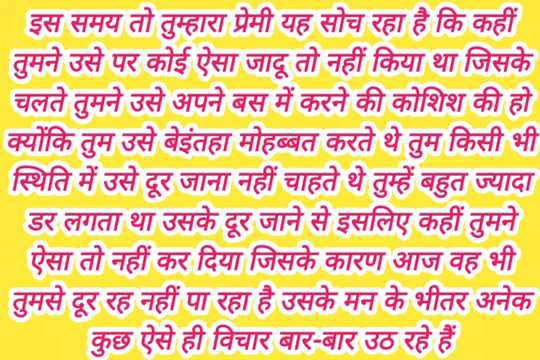 इस समय तो तुम्हारा प्रेमी यह सोच रहा है कि कहीं
तुमने उसे पर कोई ऐसा जादू तो नहीं किया था जिसके
चलते तुमने उसे अपने बस में करने की कोशिश की हो
क्योंकि तुम उसे बेइंतहा मोहब्बत करते थे तुम किसी भी
स्थिति में उसे दूर जाना नहीं चाहते थे तुम्हें बहुत ज्यादा
डर लगता था उसके दूर जाने से इसलिए कहीं तुमने
ऐसा तो नहीं कर दिया जिसके कारण आज वह भी
तुमसे दूर रह नहीं पा रहा है उसके मन के भीतर अनेक
कुछ ऐसे ही विचार बार-बार उठ रहे हैं